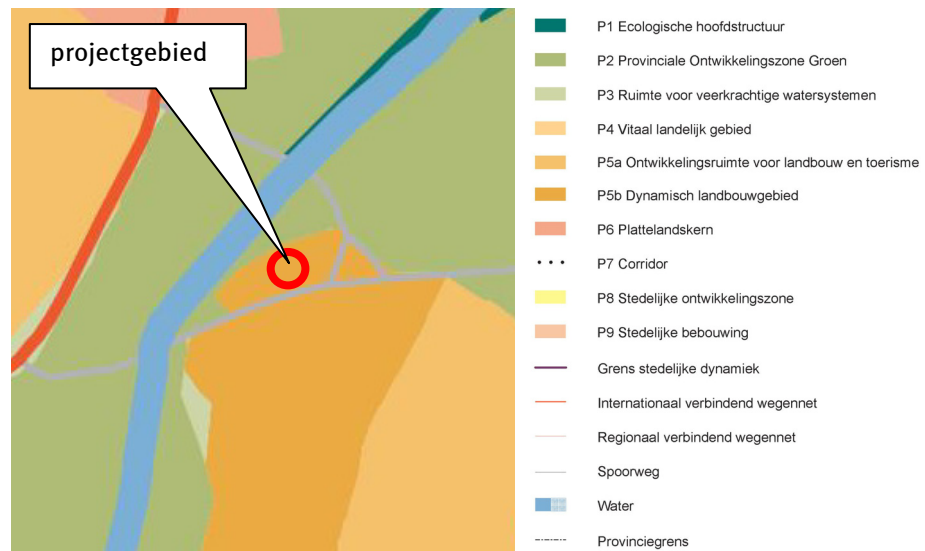 projectgebied
P1 Ecologische hoofdstructuur
P2 Provinciale Ontwikkelingszone Groen
P3 Ruimte voor veerkrachtige watersystemen
P4 Vitaal landelijk gebied
P5a Ontwikkelingsruimte voor landbouw en toerisme
P5b Dynamisch landbouwgebied
P6 Plattelandskern
P7 Corridor
P8 Stedelijke ontwikkelingszone
P9 Stedelijke bebouwing
Grens stedelijke dynamiek
Internationaal verbindend wegennet
Regionaal verbindend wegennet
Spoorweg
Water
Provinciegrens